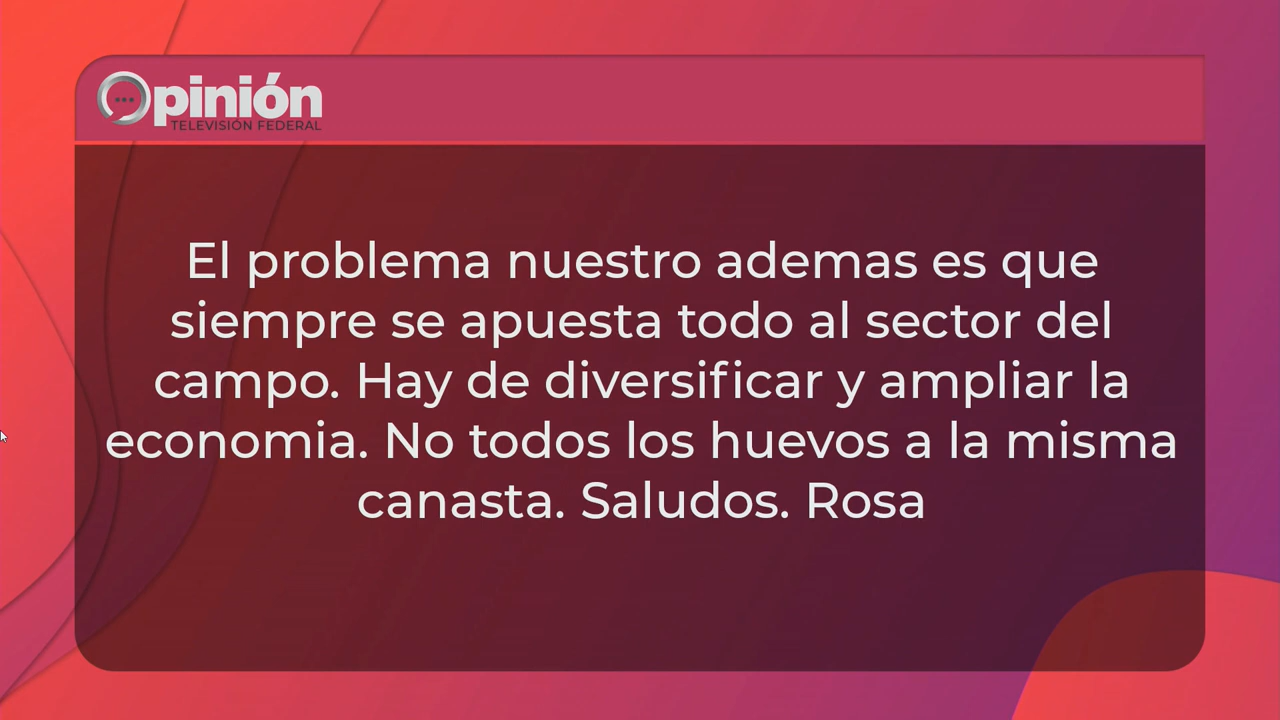 Opinión
TELEVISION FEDERAL
El problema nuestro ademas es que
siempre se apuesta todo al sector del
campo. Hay de diversificar y ampliar la
economia. No todos los huevos a la misma
canasta. Saludos. Rosa